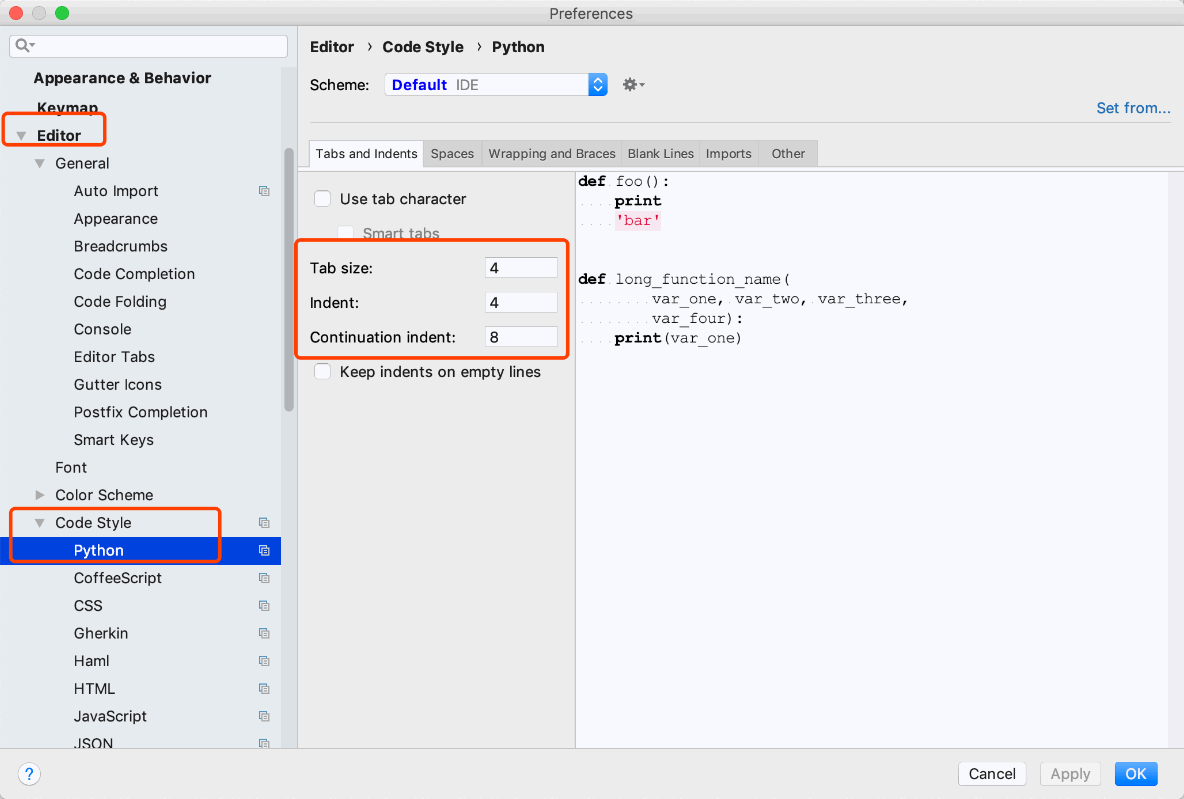 Preferences
Appearance & Behavior
Keymap
Editor
General
Auto Import
Appearance
Breadcrumbs
Code Completion
Code Folding
Console
Editor Tabs
Gutter Icons
Postfix Completion
Smart Keys
Font
Color Scheme
Code Style
Python
CoffeeScript
CSS
Gherkin
Haml
HTML
JavaScript
JSON
Editor › Code Style › Python
Scheme: Default IDE
Set from...
Tabs and Indents Spaces Wrapping and Braces Blank Lines Imports Other
Use tab character
Smart tabs
Tab size: 4
Indent: 4
Continuation indent: 8
Keep indents on empty lines
def foo():
    print
    'bar'
def long_function_name(
        var_one, var_two, var_three,
        var_four):
    print(var_one)
?
Cancel Apply OK